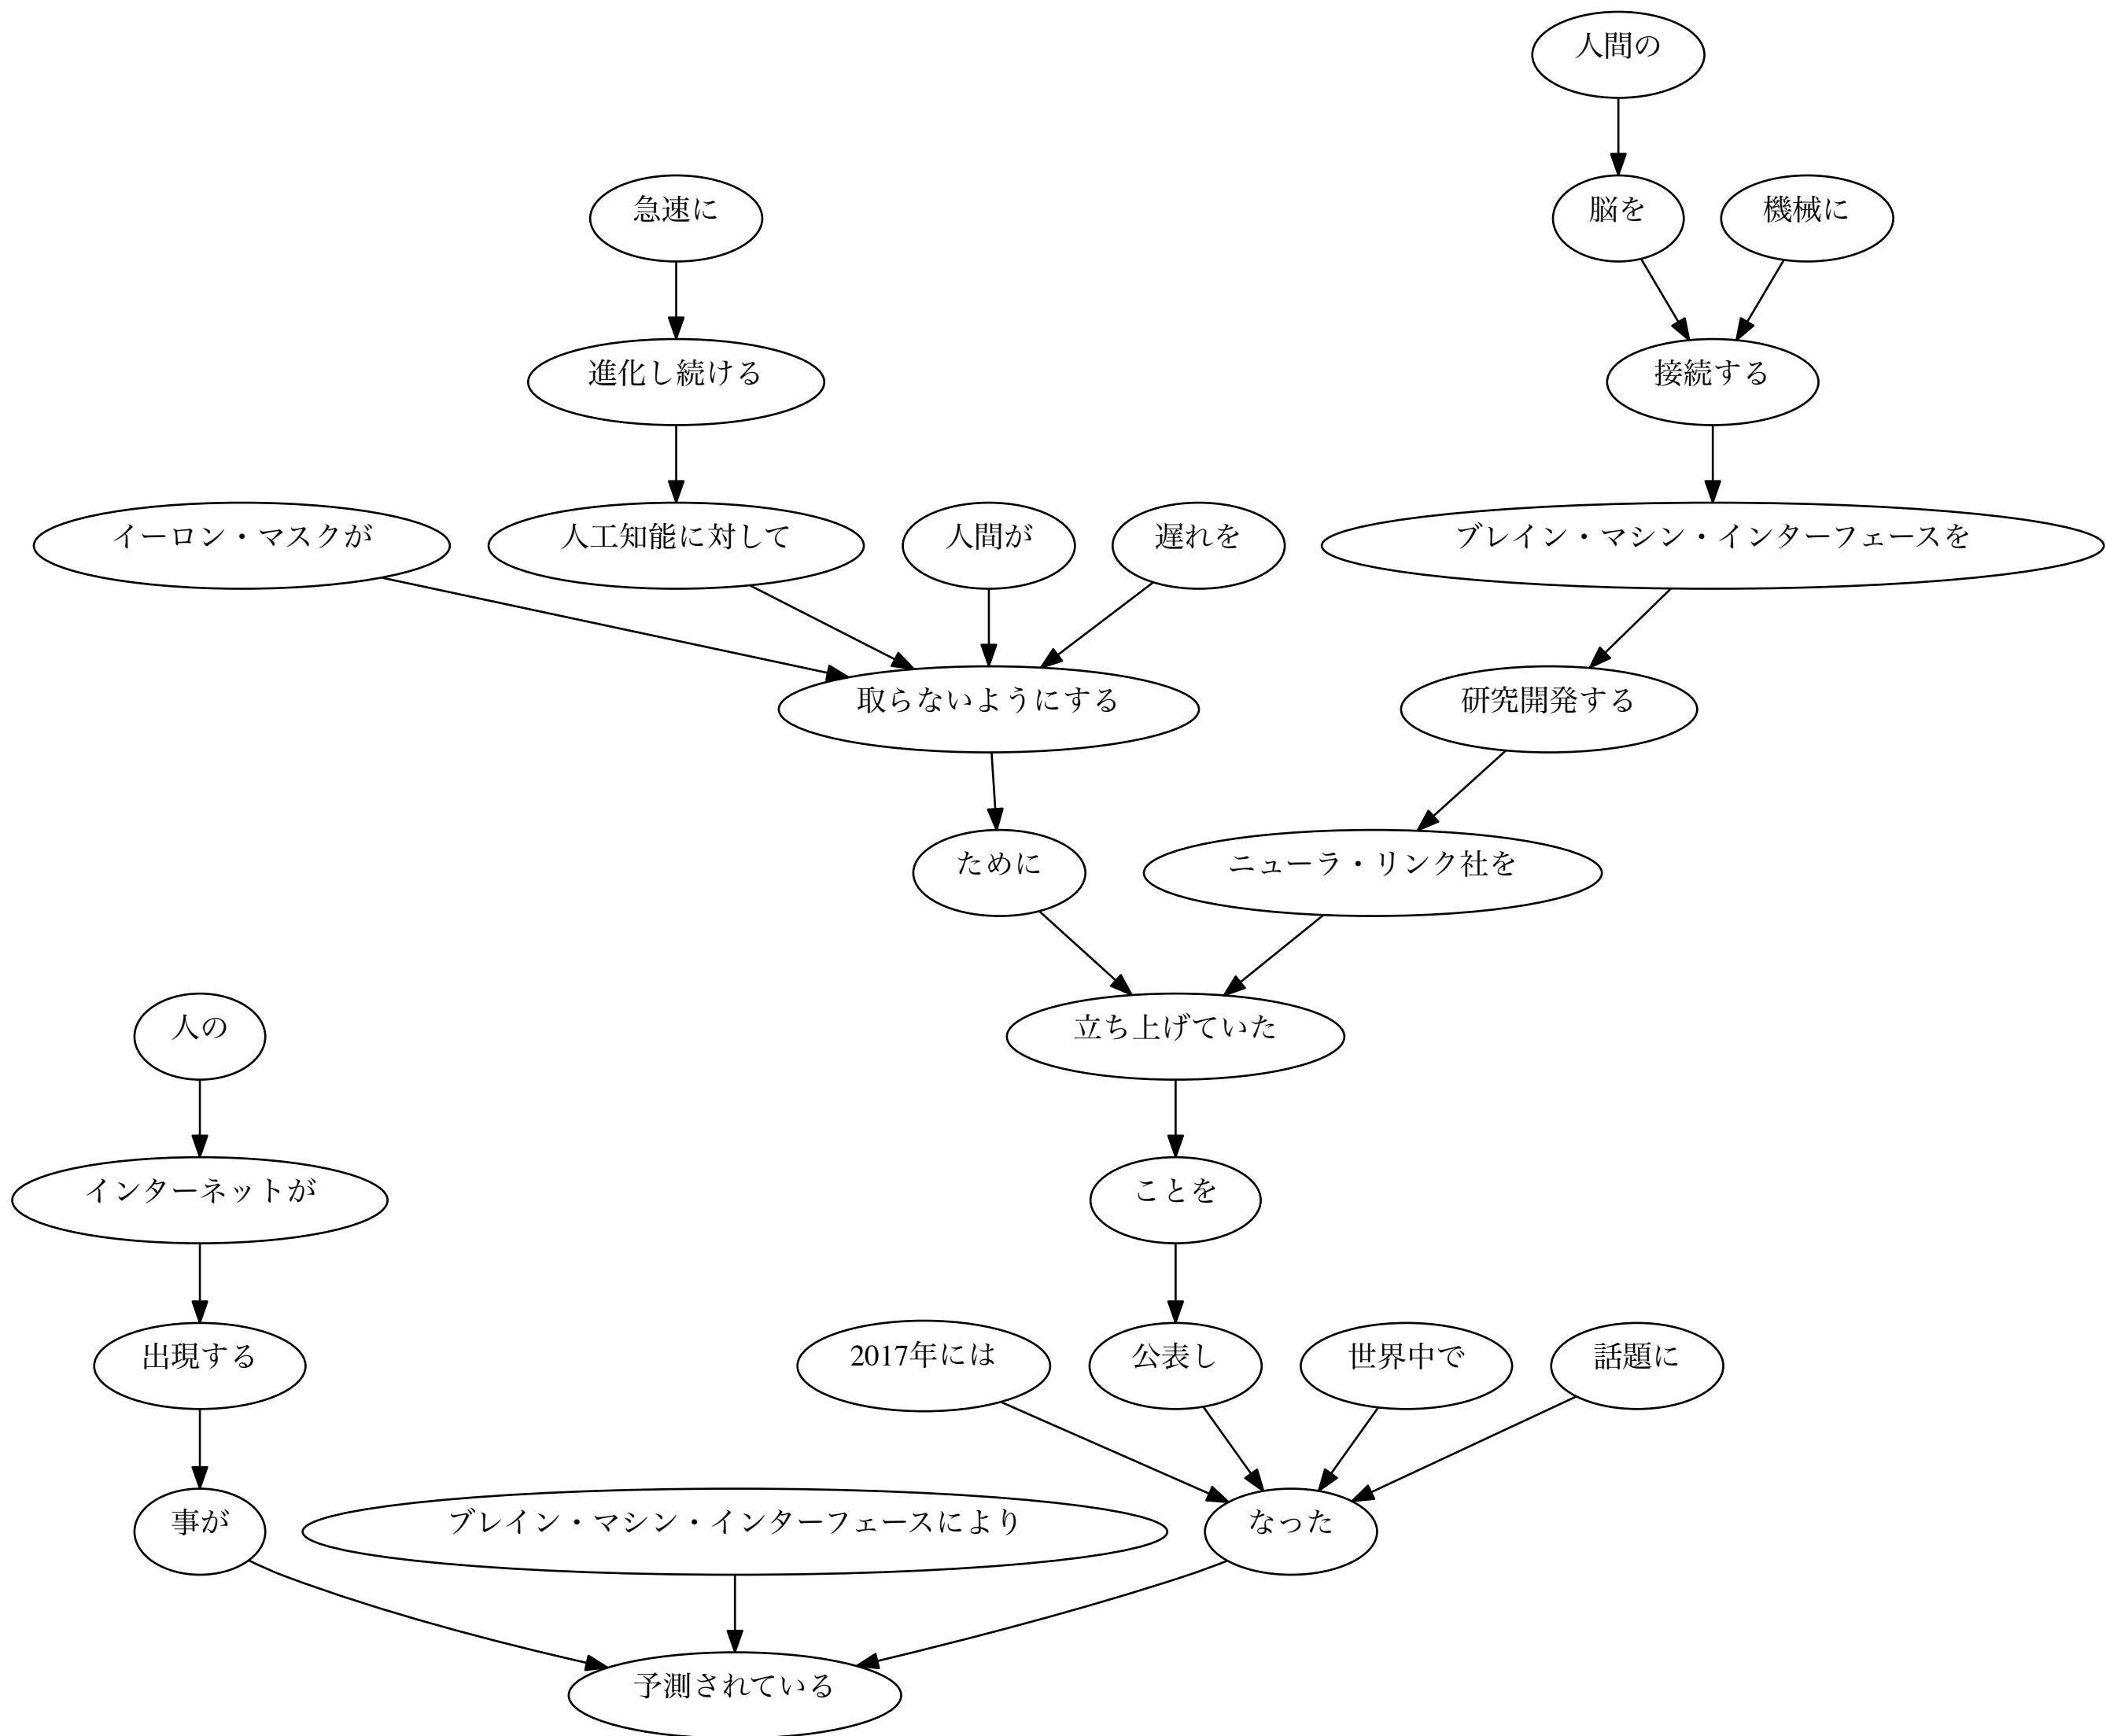 人間の
急速に
脳を
機械に
進化し続ける
接続する
イーロン・マスクが
人工知能に対して
人間が
遅れを
ブレイン・マシン・インターフェースを
取らないようにする
研究開発する
ために
ニューラ・リンク社を
人の
立ち上げていた
インターネットが
ことを
出現する
2017年には
公表し
世界中で
話題に
事が
ブレイン・マシン・インターフェースにより
なった
予測されている